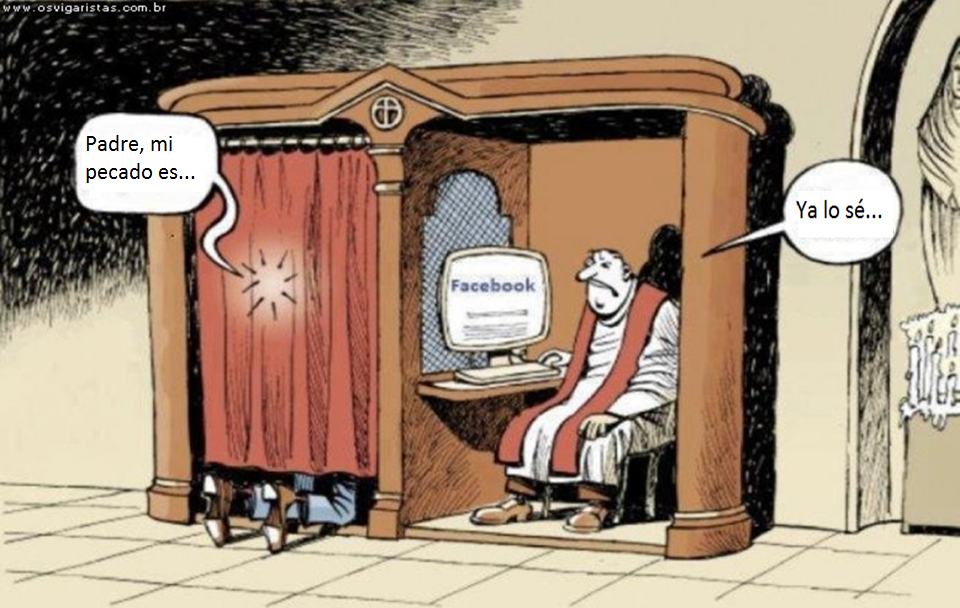 www.osvigaristas.com.br
Padre, mi
pecado es...
Ya lo sé...
Facebook